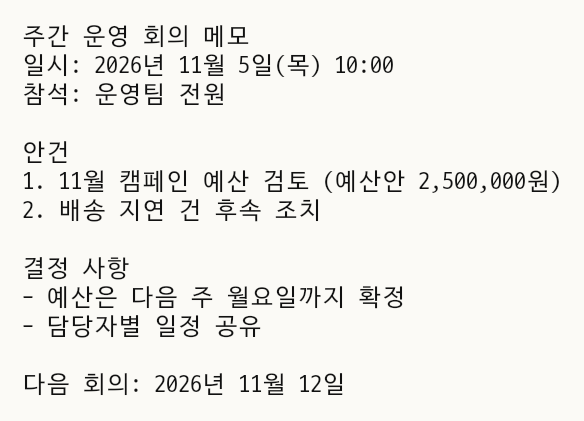 주간 운영 회의 메모
일시: 2026년 11월 5일(목) 10:00
참석: 운영팀 전원
안건
1. 11월 캠페인 예산 검토 (예산안 2,500,000원)
2. 배송 지연 건 후속 조치
결정 사항
- 예산은 다음 주 월요일까지 확정
- 담당자별 일정 공유
다음 회의: 2026년 11월 12일